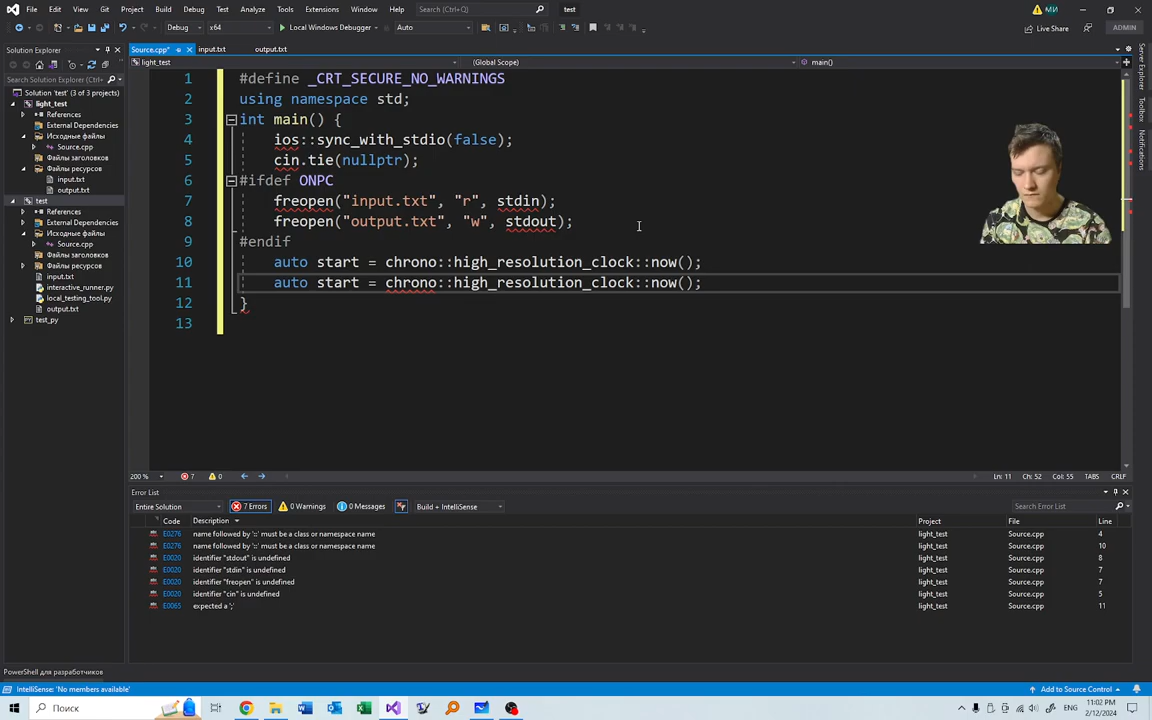 File Edit View Git Project Build Debug Test Analyze Tools Extensions Window Help Search (Ctrl+Q) test МИ
Debug x64 Local Windows Debugger Auto Live Share ADMIN
Solution Explorer
Source.cpp* input.txt output.txt
light_test (Global Scope) main()
Search Solution Explorer (Ctrl+
Solution 'test' (3 of 3 projects)
light_test
References
External Dependencies
Исходные файлы
Source.cpp
Файлы заголовков
Файлы ресурсов
input.txt
output.txt
test
References
External Dependencies
Исходные файлы
Source.cpp
Файлы заголовков
Файлы ресурсов
input.txt
interactive_runner.py
local_testing_tool.py
output.txt
test_py
1 #define _CRT_SECURE_NO_WARNINGS
2 using namespace std;
3 int main() {
4 ios::sync_with_stdio(false);
5 cin.tie(nullptr);
6 #ifdef ONPC
7 freopen("input.txt", "r", stdin);
8 freopen("output.txt", "w", stdout);
9 #endif
10 auto start = chrono::high_resolution_clock::now();
11 auto start = chrono::high_resolution_clock::now();
12 }
13
Server Explorer
Toolbox
Notifications
200 % 7 0 Ln: 11 Ch: 52 Col: 55 TABS CRLF
Error List
Entire Solution 7 Errors 0 Warnings 0 Messages Build + IntelliSense Search Error List
Code Description Project File Line
E0276 name followed by '::' must be a class or namespace name light_test Source.cpp 4
E0276 name followed by '::' must be a class or namespace name light_test Source.cpp 10
E0020 identifier "stdout" is undefined light_test Source.cpp 8
E0020 identifier "stdin" is undefined light_test Source.cpp 7
E0020 identifier "freopen" is undefined light_test Source.cpp 7
E0020 identifier "cin" is undefined light_test Source.cpp 5
E0065 expected a ';' light_test Source.cpp 11
PowerShell для разработчиков
IntelliSense: 'No members available' Add to Source Control
Поиск ENG 11:02 PM
2/12/2024